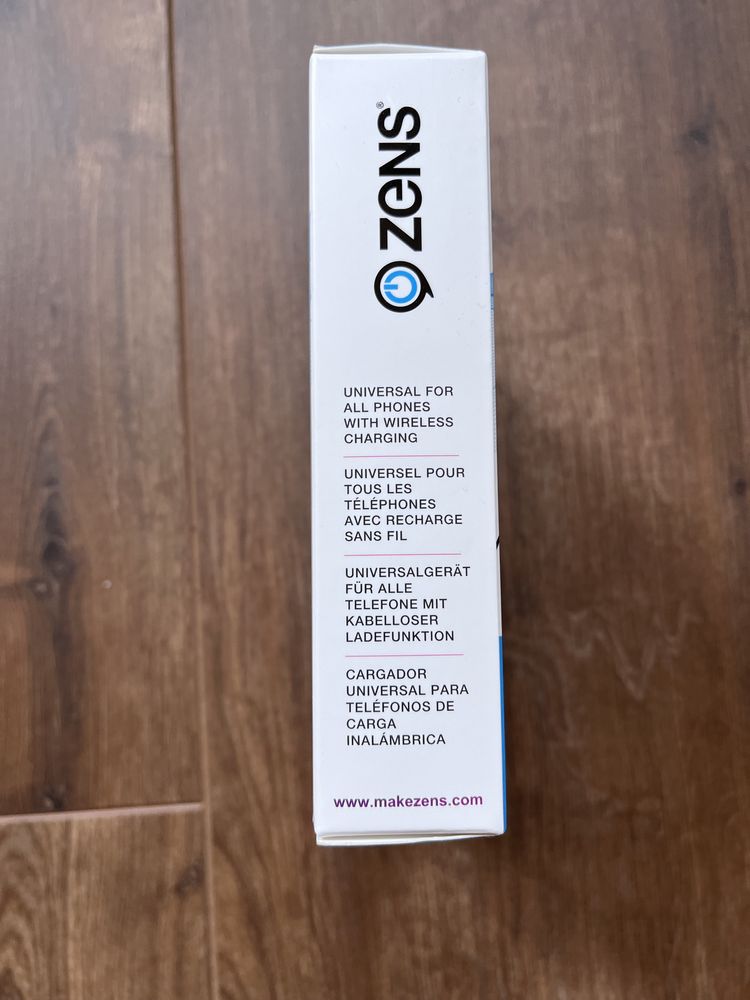 ZENS®
UNIVERSAL FOR
ALL PHONES
WITH WIRELESS
CHARGING
UNIVERSEL POUR
TOUS LES
TÉLÉPHONES
AVEC RECHARGE
SANS FIL
UNIVERSALGERÄT
FÜR ALLE
TELEFONE MIT
KABELLOSER
LADEFUNKTION
CARGADOR
UNIVERSAL PARA
TELÉFONOS DE
CARGA
INALÁMBRICA
www.makezens.com